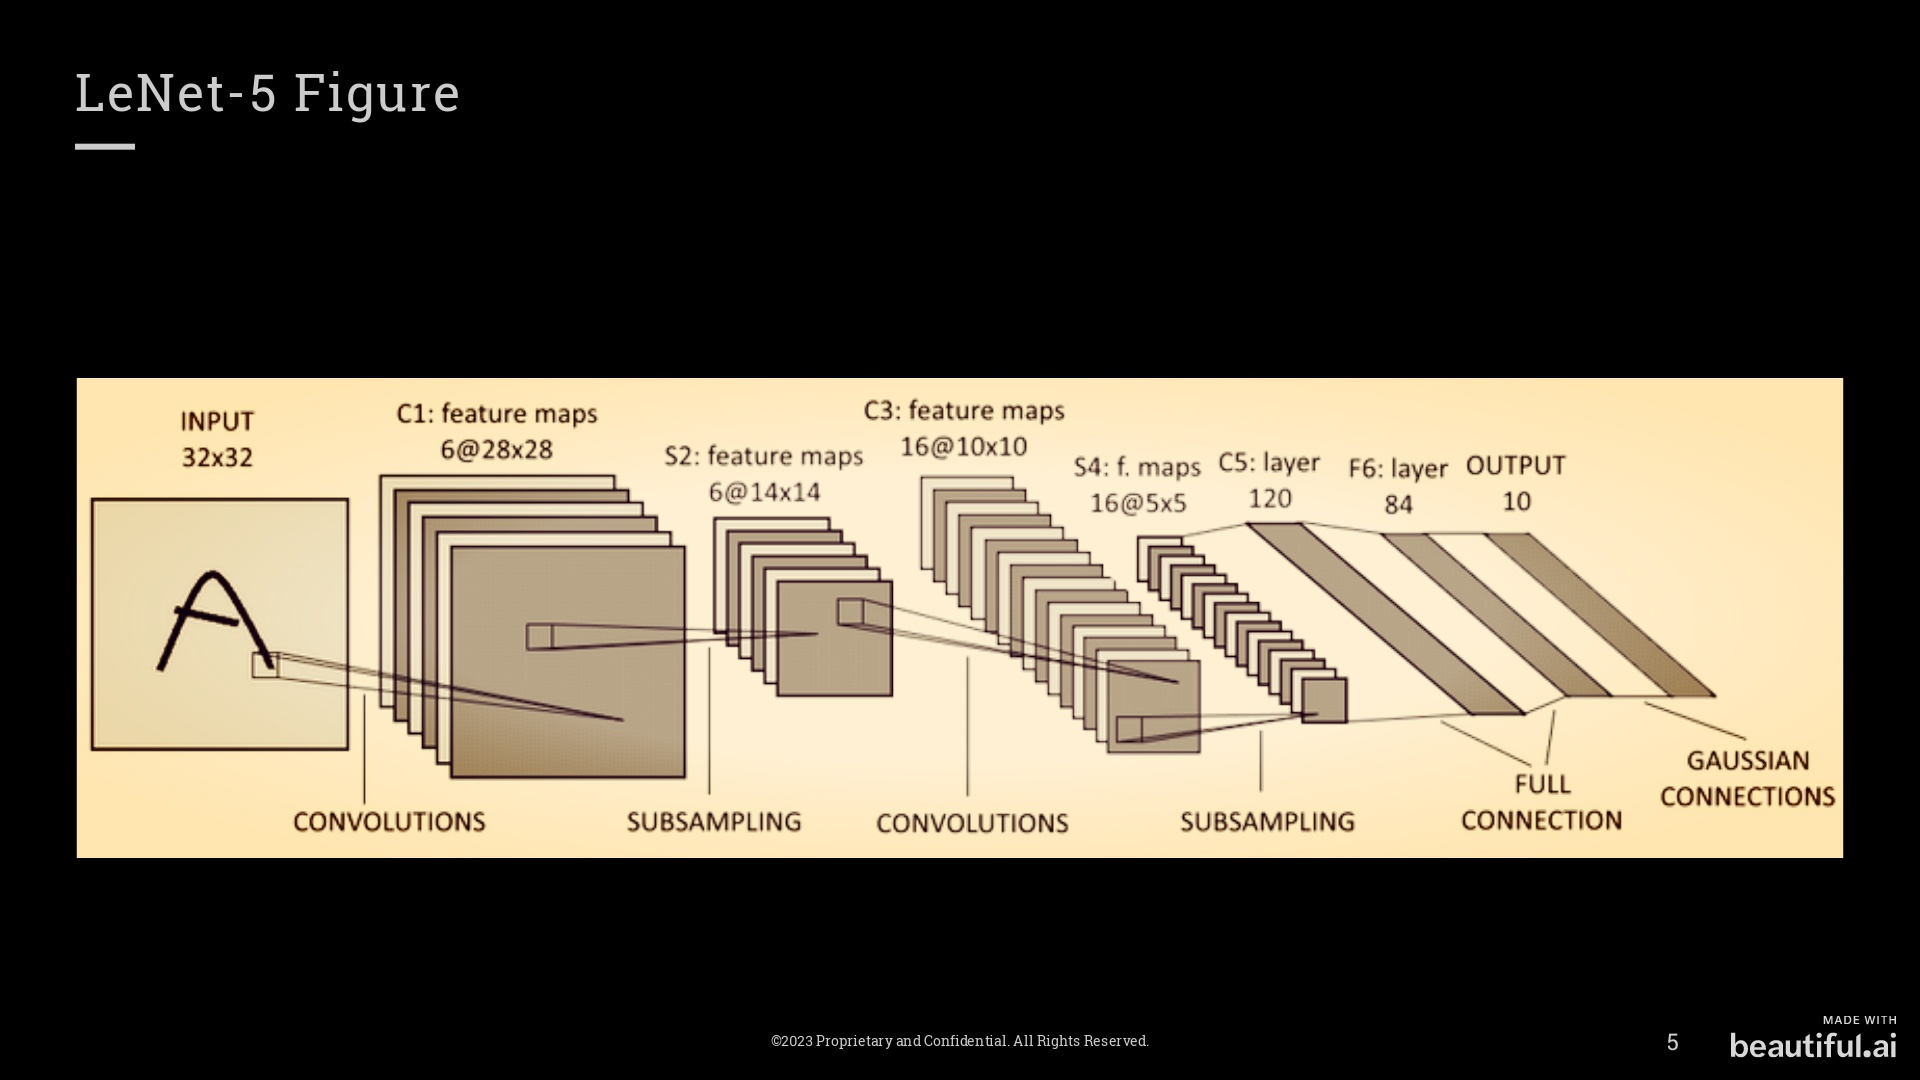 LeNet-5 Figure
INPUT
32x32
C1: feature maps
6@28x28
S2: feature maps
6@14x14
C3: feature maps
16@10x10
S4: f. maps
16@5x5
C5: layer
120
F6: layer
84
OUTPUT
10
A
CONVOLUTIONS
SUBSAMPLING
CONVOLUTIONS
SUBSAMPLING
FULL
CONNECTION
GAUSSIAN
CONNECTIONS
©2023 Proprietary and Confidential. All Rights Reserved.
5
MADE WITH
beautiful.ai